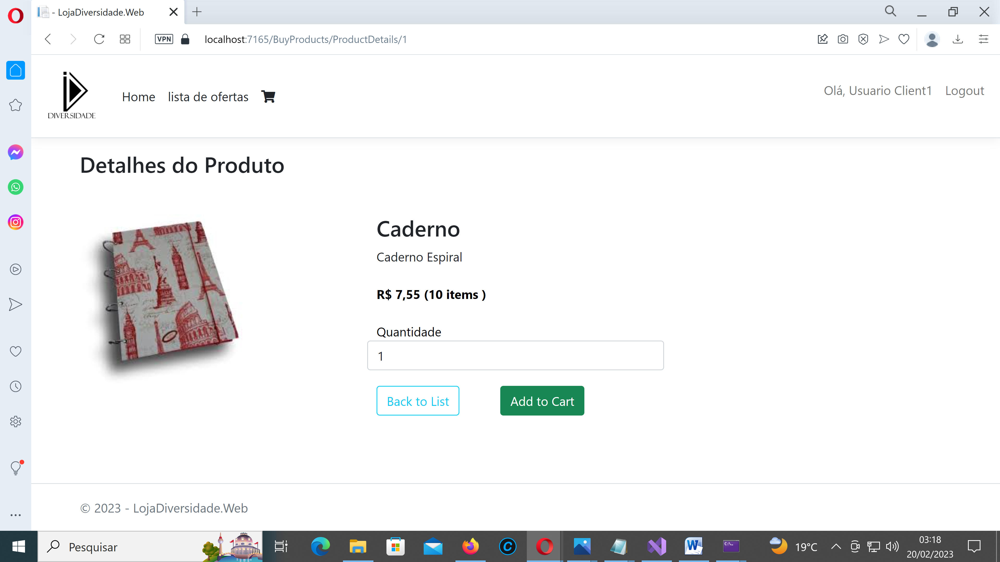 - LojaDiversidade.Web
VPN
localhost:7165/BuyProducts/ProductDetails/1
DIVERSIDADE
Home
lista de ofertas
Olá, Usuario Client1
Logout
Detalhes do Produto
Caderno
Caderno Espiral
R$ 7,55 (10 items )
Quantidade
1
Back to List
Add to Cart
© 2023 - LojaDiversidade.Web
Pesquisar
19°C
03:18
20/02/2023